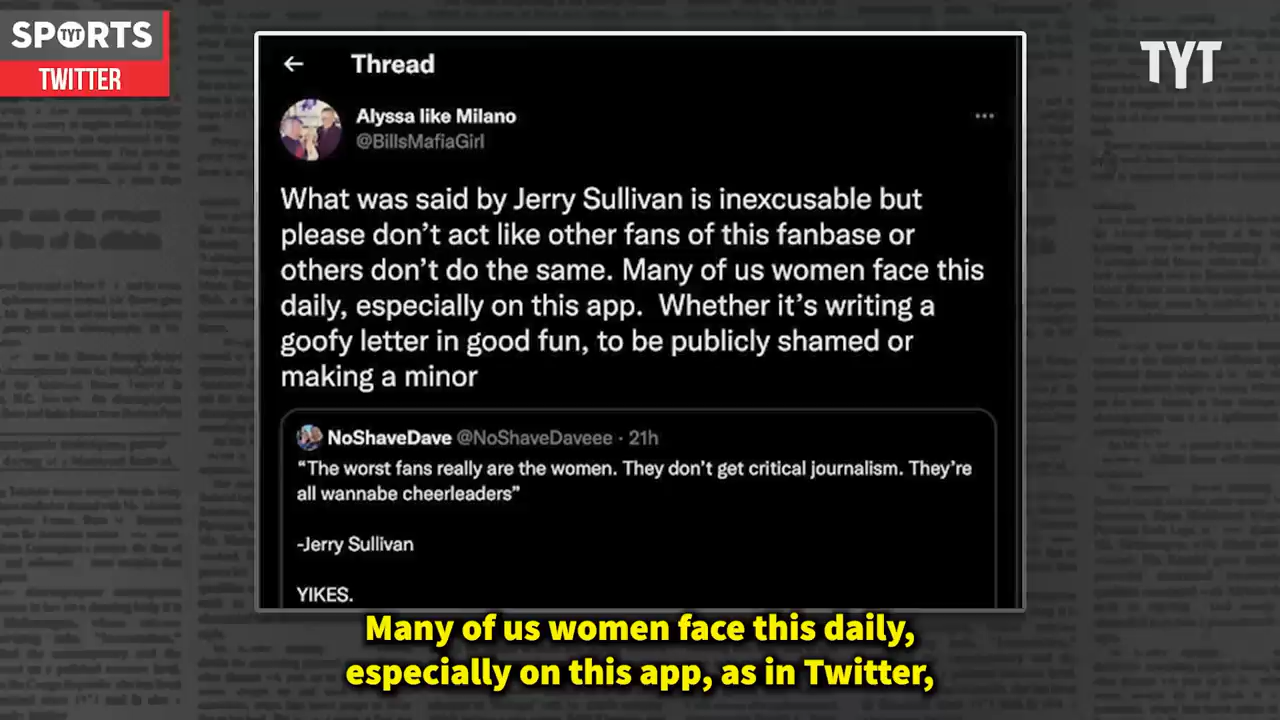 SPORTS
TYT
TWITTER
TYT
Thread
Alyssa like Milano
@BillsMafiaGirl
What was said by Jerry Sullivan is inexcusable but
please don’t act like other fans of this fanbase or
others don’t do the same. Many of us women face this
daily, especially on this app.  Whether it’s writing a
goofy letter in good fun, to be publicly shamed or
making a minor
NoShaveDave @NoShaveDaveee · 21h
“The worst fans really are the women. They don’t get critical journalism. They’re
all wannabe cheerleaders”
-Jerry Sullivan
YIKES.
Many of us women face this daily,
especially on this app, as in Twitter,